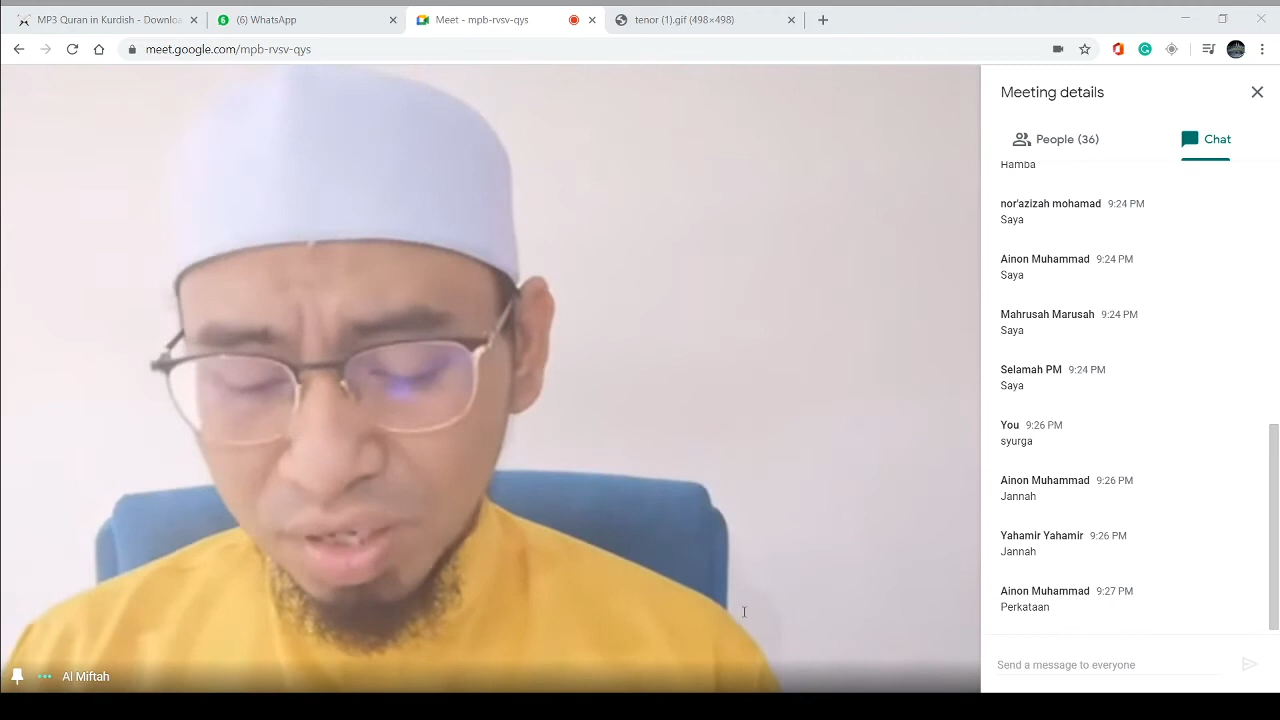 MP3 Quran in Kurdish - Downloa
(6) WhatsApp
Meet - mpb-rvsv-qys
tenor (1).gif (498×498)
meet.google.com/mpb-rvsv-qys
Meeting details
People (36)
Chat
Hamba
nor'azizah mohamad 9:24 PM
Saya
Ainon Muhammad 9:24 PM
Saya
Mahrusah Marusah 9:24 PM
Saya
Selamah PM 9:24 PM
Saya
You 9:26 PM
syurga
Ainon Muhammad 9:26 PM
Jannah
Yahamir Yahamir 9:26 PM
Jannah
Ainon Muhammad 9:27 PM
Perkataan
Send a message to everyone
Al Miftah